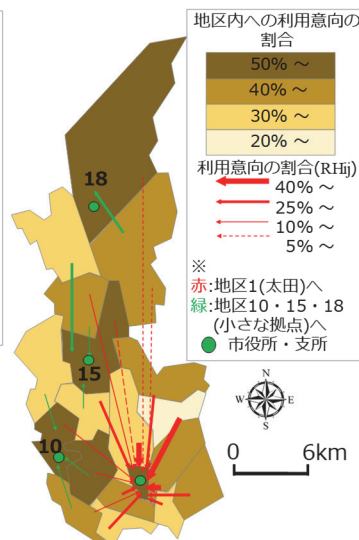 地区内への利用意向の
割合
50% ～
40% ～
30% ～
20% ～
利用意向の割合(RHij)
40% ～
25% ～
10% ～
5% ～
※
赤:地区1(太田)へ
緑:地区10・15・18
(小さな拠点)へ
市役所・支所
N
W E
S
0 6km
18
15
10